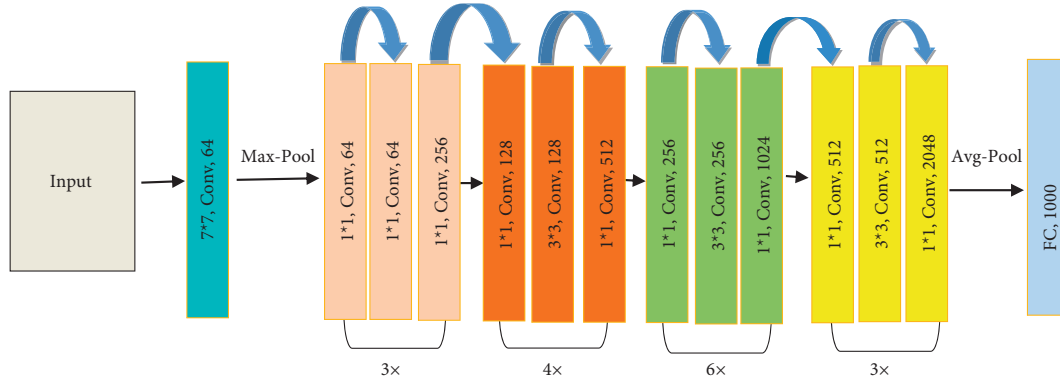 Input
7*7, Conv, 64
Max-Pool
1*1, Conv, 64
1*1, Conv, 64
1*1, Conv, 256
3×
1*1, Conv, 128
3*3, Conv, 128
1*1, Conv, 512
4×
1*1, Conv, 256
3*3, Conv, 256
1*1, Conv, 1024
6×
1*1, Conv, 512
3*3, Conv, 512
1*1, Conv, 2048
3×
Avg-Pool
FC, 1000